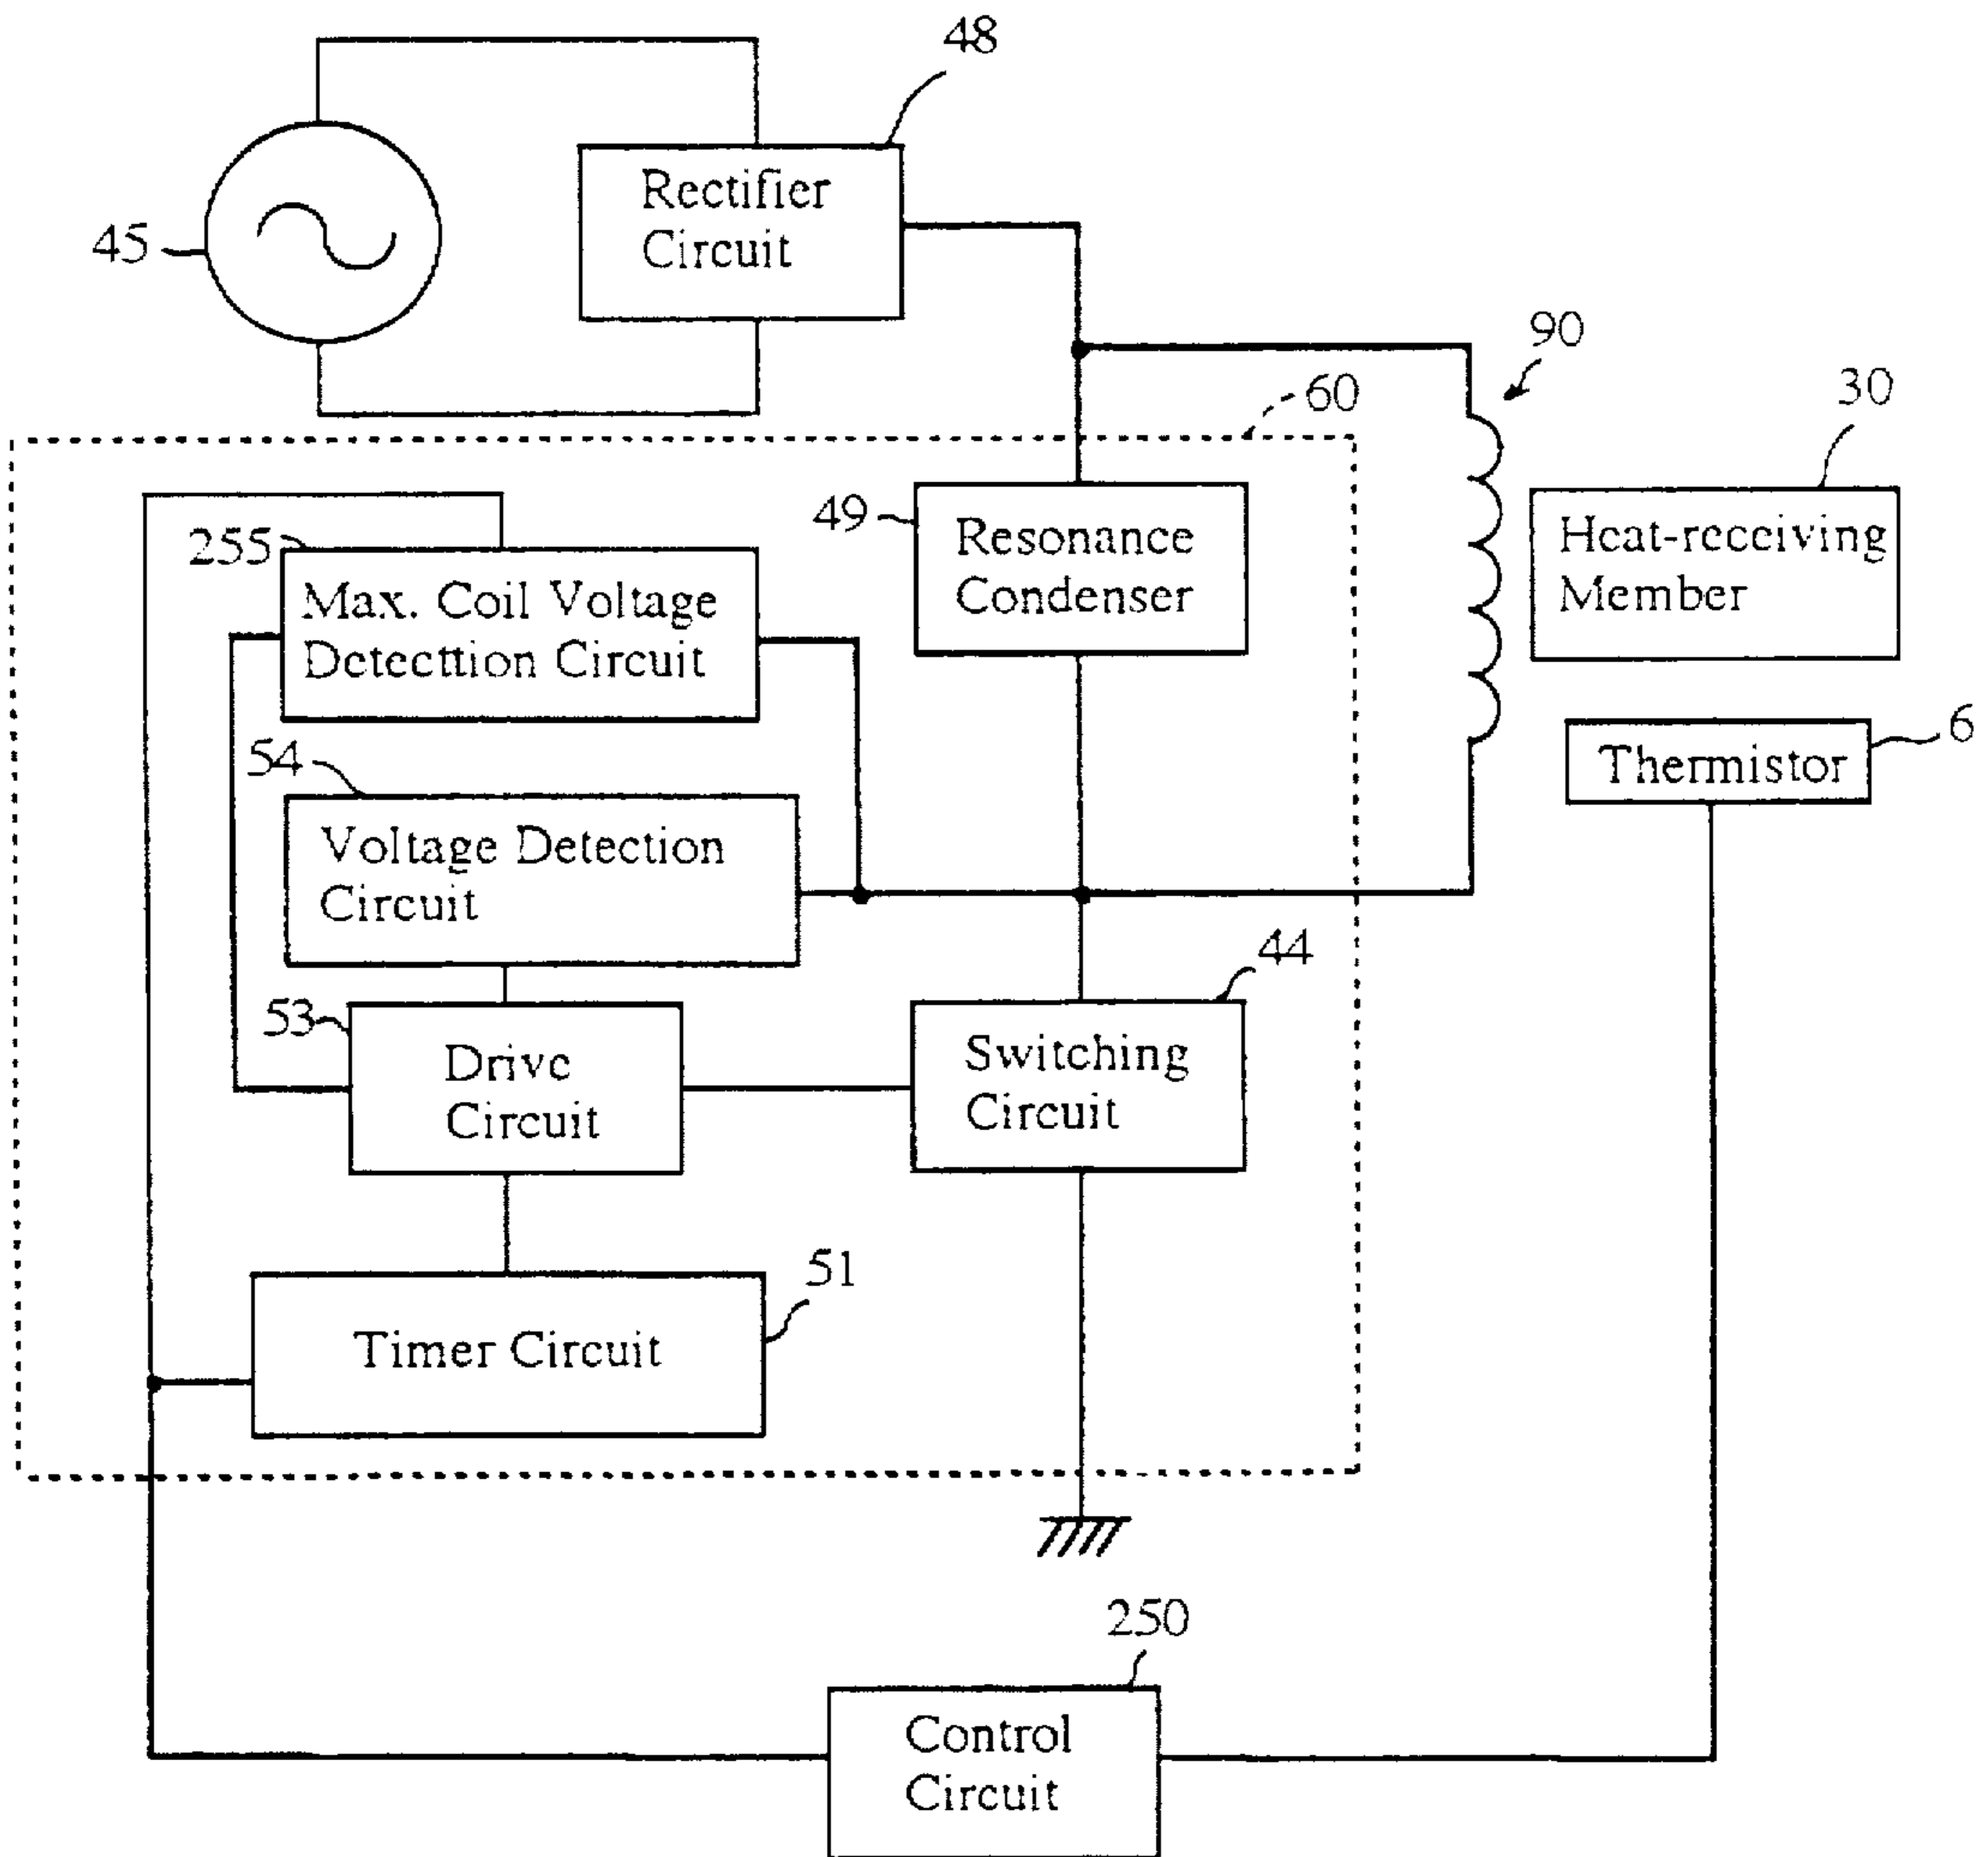 48
Rectifier
Circuit
45
90
30
60
49
Resonance
Condenser
Heat-receiving
Member
255
Max. Coil Voltage
Detecttion Circuit
6
Thermistor
54
Voltage Detection
Circuit
44
53
Drive
Circuit
Switching
Circuit
51
Timer Circuit
250
Control
Circuit